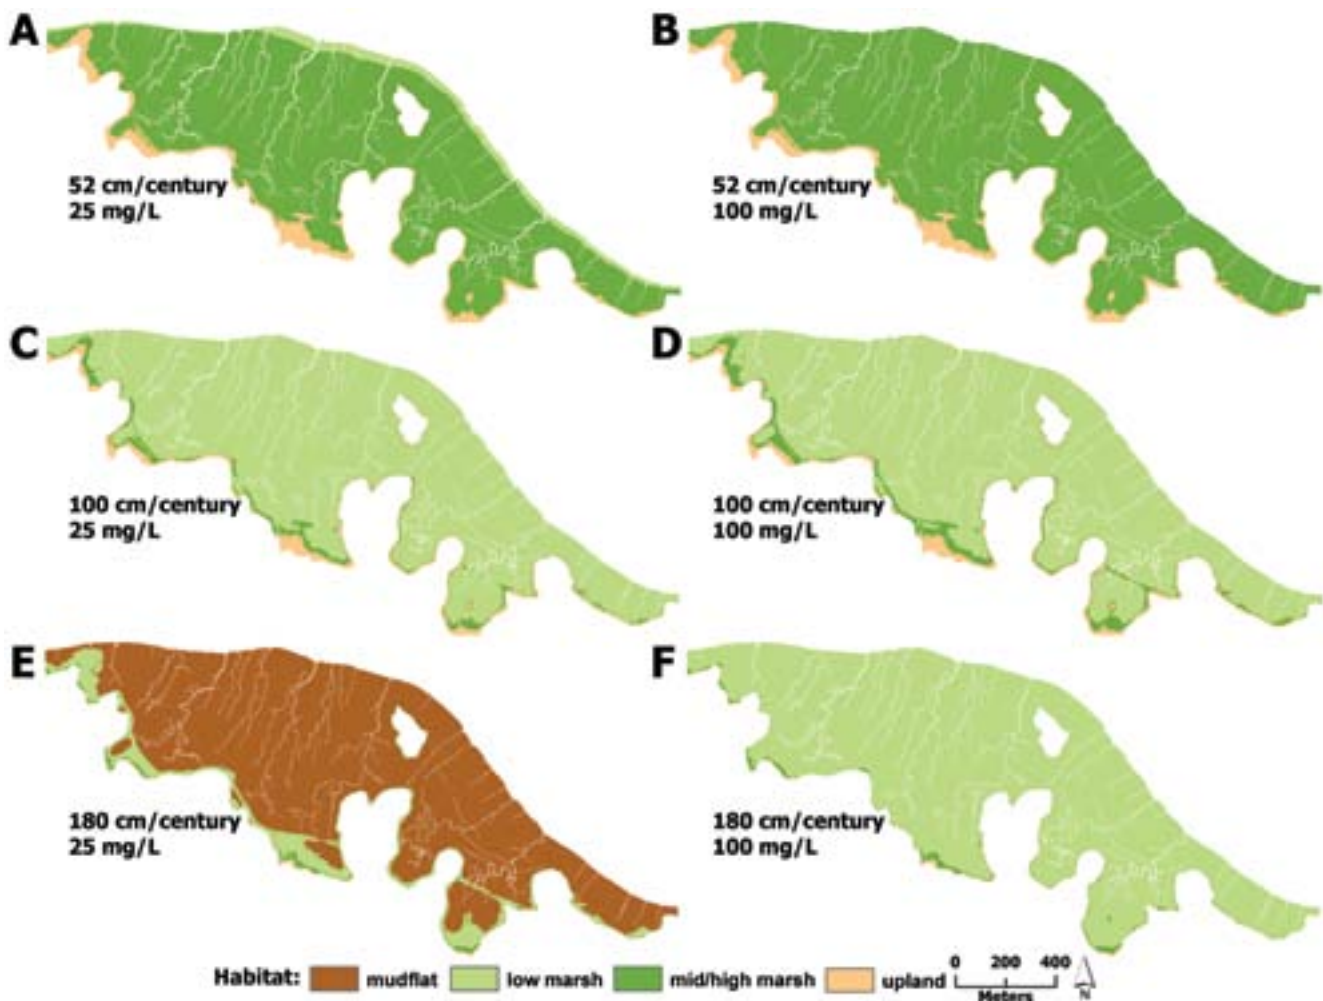 A
52 cm/century
25 mg/L
B
52 cm/century
100 mg/L
C
100 cm/century
25 mg/L
D
100 cm/century
100 mg/L
E
180 cm/century
25 mg/L
F
180 cm/century
100 mg/L
Habitat: mudflat low marsh mid/high marsh upland
0 200 400
Meters
N